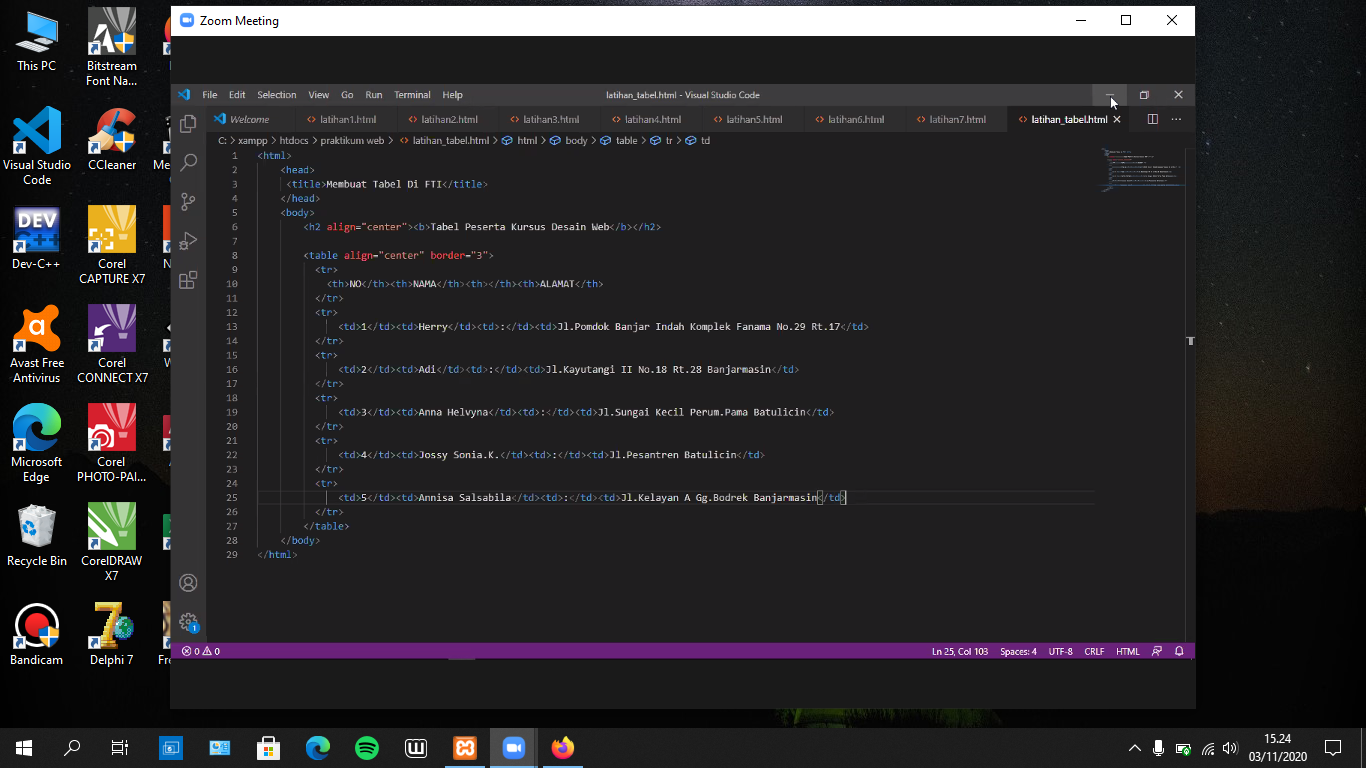 This PC
Bitstream Font Na...
Visual Studio Code
CCleaner
Dev-C++
Corel CAPTURE X7
Avast Free Antivirus
Corel CONNECT X7
Microsoft Edge
Corel PHOTO-PAI...
Recycle Bin
CorelDRAW X7
Bandicam
Delphi 7
Zoom Meeting
File Edit Selection View Go Run Terminal Help
latihan_tabel.html - Visual Studio Code
Welcome latihan1.html latihan2.html latihan3.html latihan4.html latihan5.html latihan6.html latihan7.html latihan_tabel.html
C: > xampp > htdocs > praktikum web > latihan_tabel.html > html > body > table > tr > td
1 <html>
2 <head>
3 <title>Membuat Tabel Di FTI</title>
4 </head>
5 <body>
6 <h2 align="center"><b>Tabel Peserta Kursus Desain Web</b></h2>
7
8 <table align="center" border="3">
9 <tr>
10 <th>NO</th><th>NAMA</th><th></th><th>ALAMAT</th>
11 </tr>
12 <tr>
13 <td>1</td><td>Herry</td><td>:</td><td>Jl.Pomdok Banjar Indah Komplek Fanama No.29 Rt.17</td>
14 </tr>
15 <tr>
16 <td>2</td><td>Adi</td><td>:</td><td>Jl.Kayutangi II No.18 Rt.28 Banjarmasin</td>
17 </tr>
18 <tr>
19 <td>3</td><td>Anna Helvyna</td><td>:</td><td>Jl.Sungai Kecil Perum.Pama Batulicin</td>
20 </tr>
21 <tr>
22 <td>4</td><td>Jossy Sonia.K.</td><td>:</td><td>Jl.Pesantren Batulicin</td>
23 </tr>
24 <tr>
25 <td>5</td><td>Annisa Salsabila</td><td>:</td><td>Jl.Kelayan A Gg.Bodrek Banjarmasin</td>
26 </tr>
27 </table>
28 </body>
29 </html>
0 0
Ln 25, Col 103 Spaces: 4 UTF-8 CRLF HTML
15.24
03/11/2020